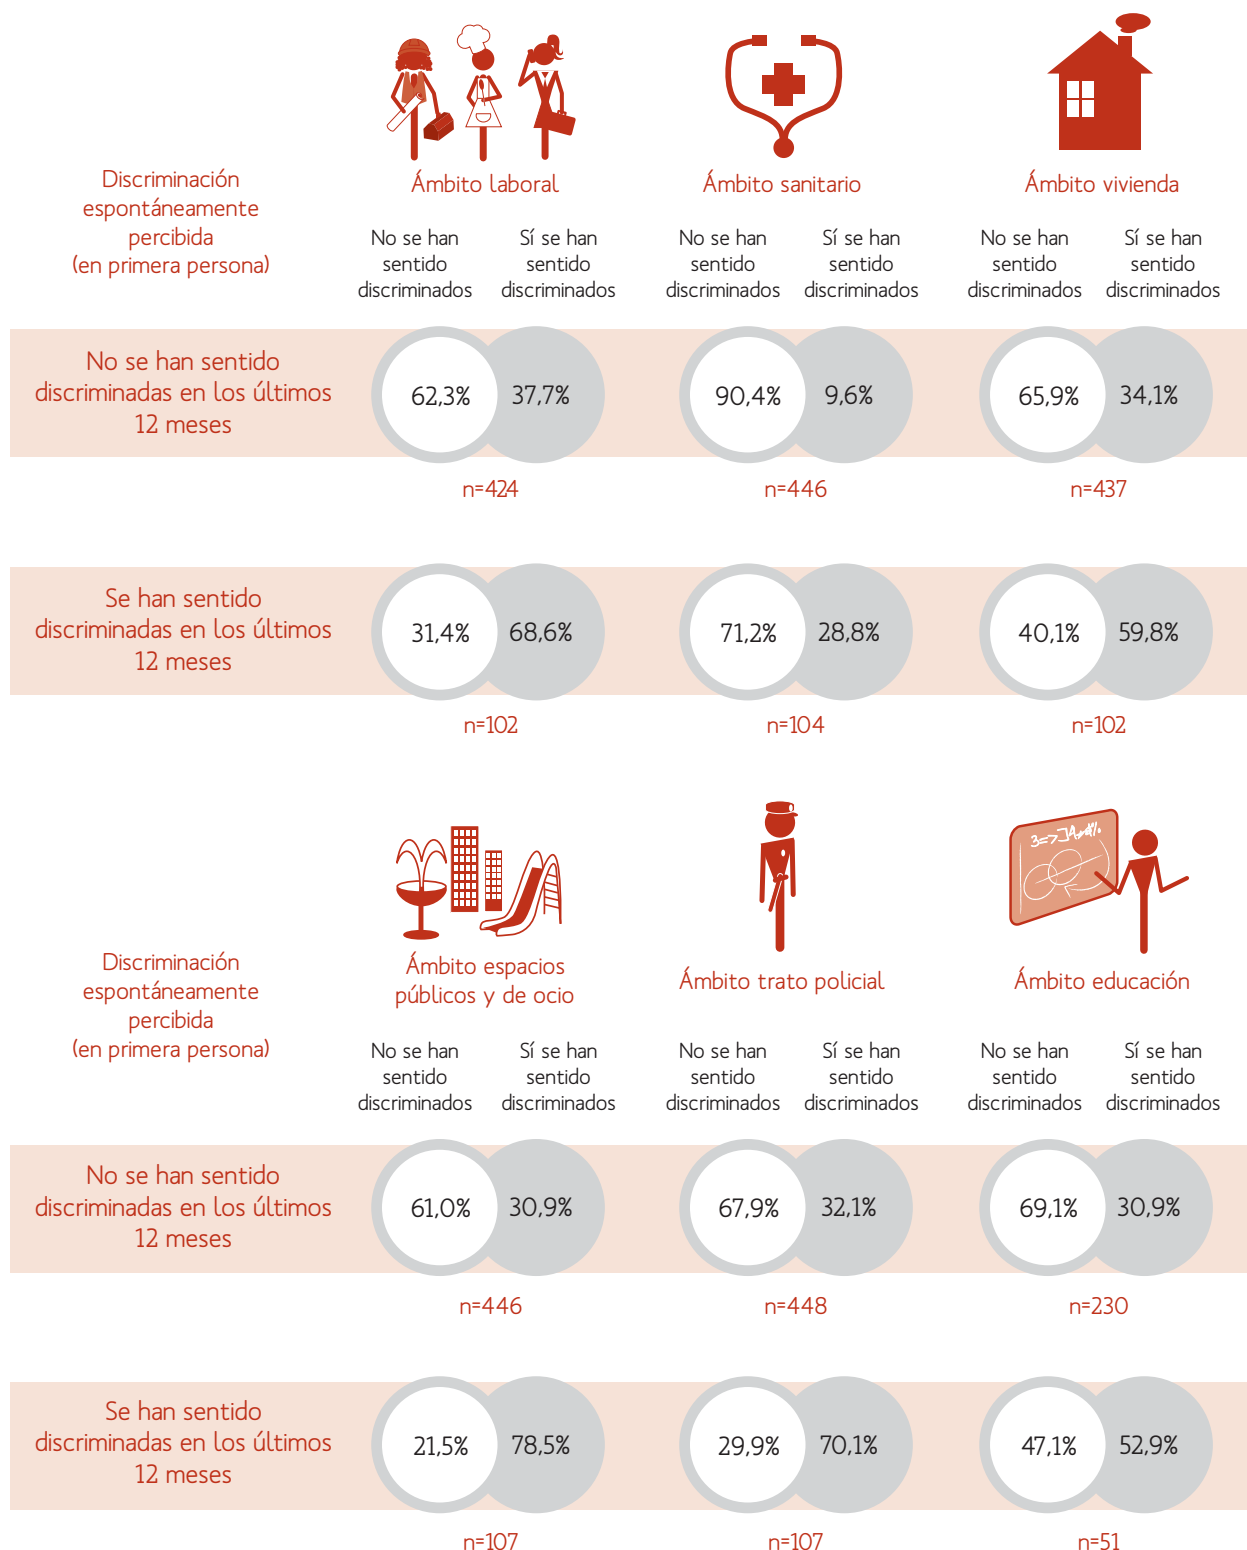 Ámbito laboral
Ámbito sanitario
Ámbito vivienda
Discriminación
espontáneamente
percibida
(en primera persona)
No se han
sentido
discriminados
Sí se han
sentido
discriminados
No se han
sentido
discriminados
Sí se han
sentido
discriminados
No se han
sentido
discriminados
Sí se han
sentido
discriminados
No se han sentido
discriminadas en los últimos
12 meses
62,3% 37,7%
90,4% 9,6%
65,9% 34,1%
n=424
n=446
n=437
Se han sentido
discriminadas en los últimos
12 meses
31,4% 68,6%
71,2% 28,8%
40,1% 59,8%
n=102
n=104
n=102
Discriminación
espontáneamente
percibida
(en primera persona)
Ámbito espacios
públicos y de ocio
Ámbito trato policial
Ámbito educación
No se han
sentido
discriminados
Sí se han
sentido
discriminados
No se han
sentido
discriminados
Sí se han
sentido
discriminados
No se han
sentido
discriminados
Sí se han
sentido
discriminados
No se han sentido
discriminadas en los últimos
12 meses
61,0% 30,9%
67,9% 32,1%
69,1% 30,9%
n=446
n=448
n=230
Se han sentido
discriminadas en los últimos
12 meses
21,5% 78,5%
29,9% 70,1%
47,1% 52,9%
n=107
n=107
n=51